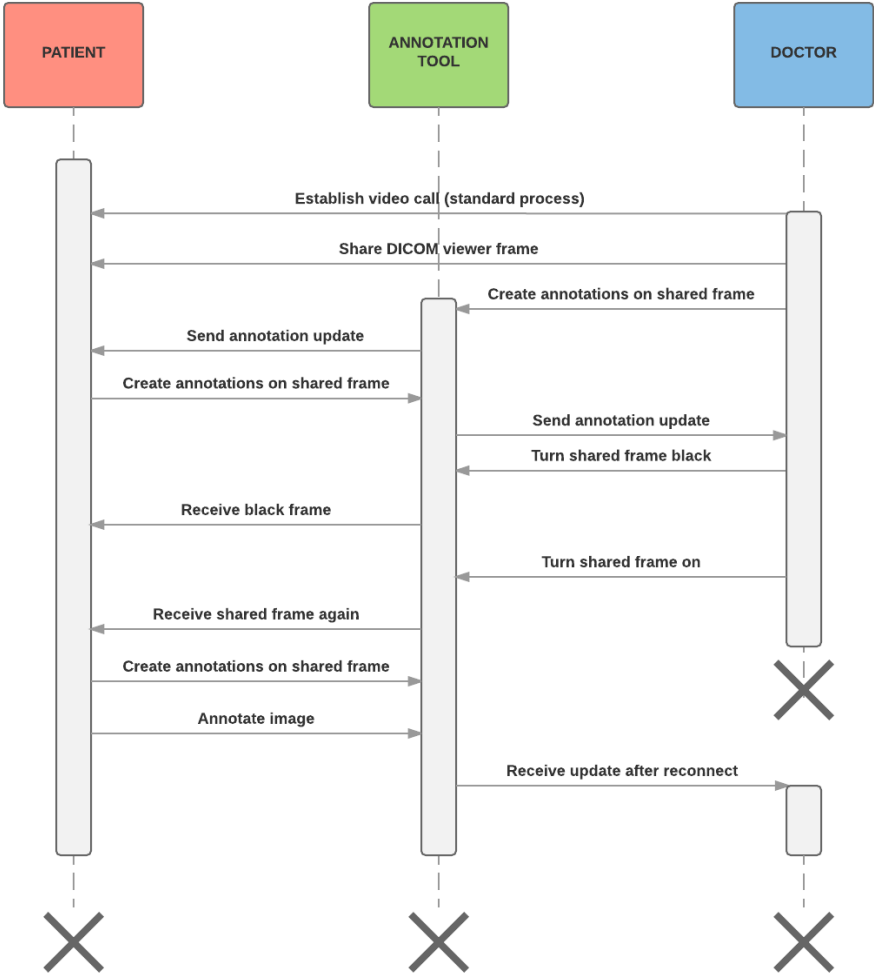 PATIENT
ANNOTATION
TOOL
DOCTOR
Establish video call (standard process)
Share DICOM viewer frame
Create annotations on shared frame
Send annotation update
Create annotations on shared frame
Send annotation update
Turn shared frame black
Receive black frame
Turn shared frame on
Receive shared frame again
Create annotations on shared frame
Annotate image
Receive update after reconnect